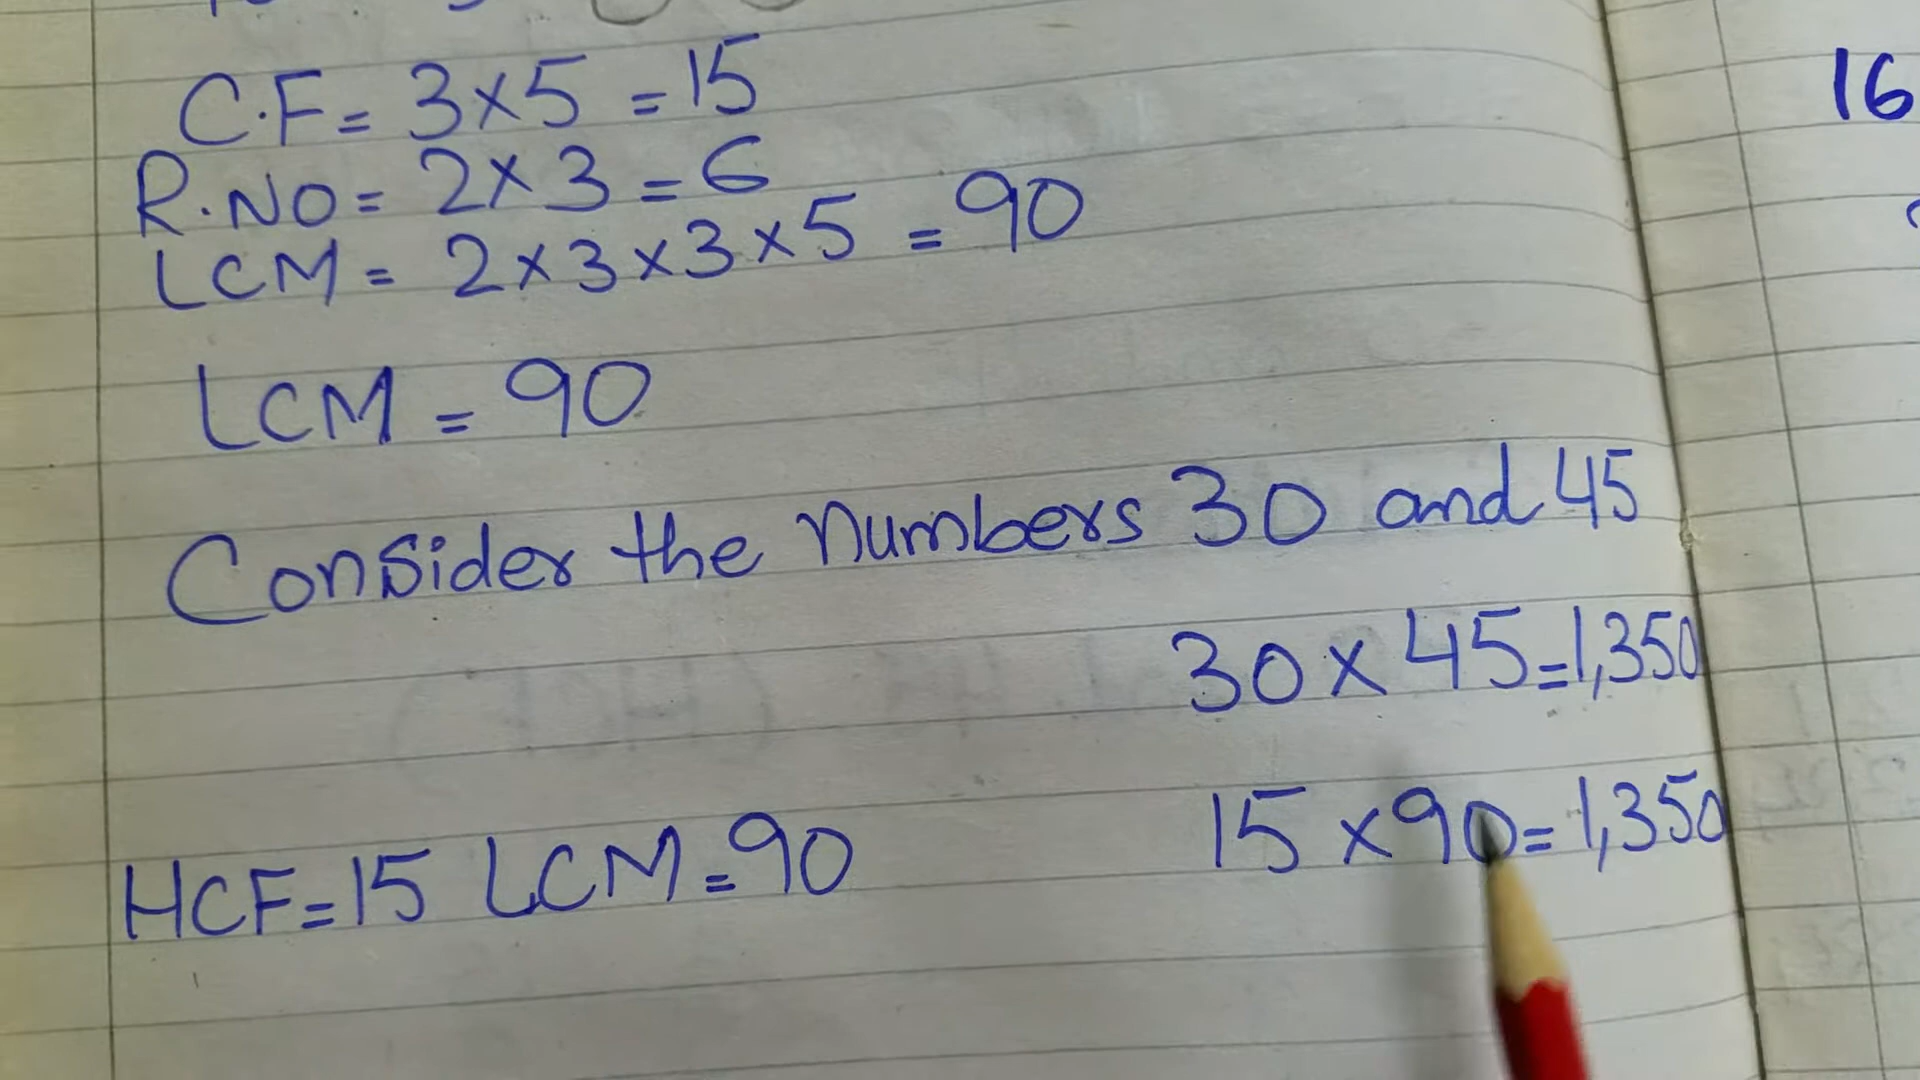 C.F = 3×5 = 15
R.NO = 2×3 = 6
LCM = 2×3×3×5 = 90
LCM = 90
Consider the numbers 30 and 45
30×45=1,350
HCF=15 LCM=90
15×90=1,350
16